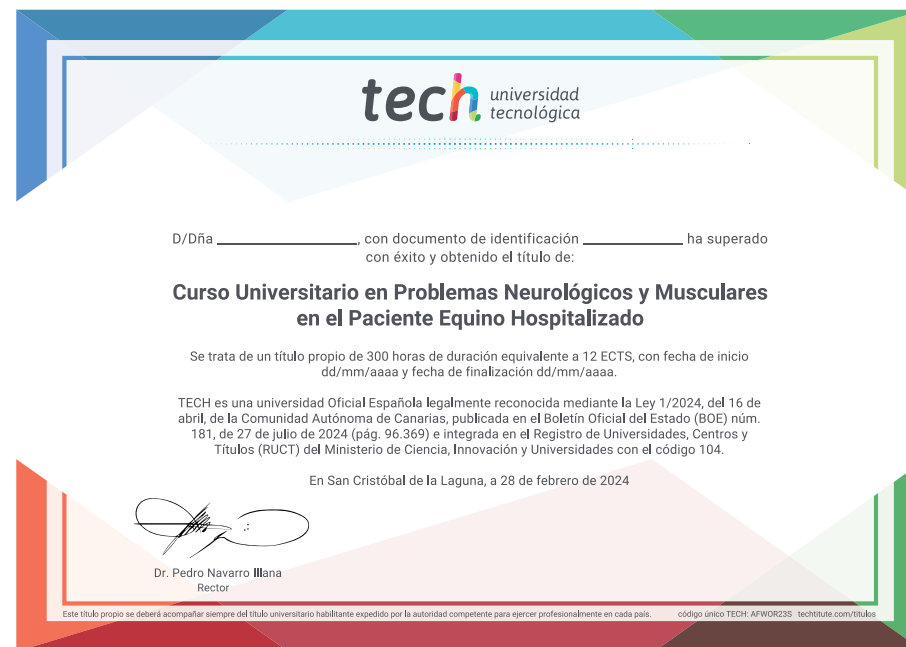 tech universidad
tecnológica
D/Dña ____________________, con documento de identificación ______________ ha superado
con éxito y obtenido el título de:
Curso Universitario en Problemas Neurológicos y Musculares
en el Paciente Equino Hospitalizado
Se trata de un título propio de 300 horas de duración equivalente a 12 ECTS, con fecha de inicio
dd/mm/aaaa y fecha de finalización dd/mm/aaaa.
TECH es una universidad Oficial Española legalmente reconocida mediante la Ley 1/2024, del 16 de
abril, de la Comunidad Autónoma de Canarias, publicada en el Boletín Oficial del Estado (BOE) núm.
181, de 27 de julio de 2024 (pág. 96.369) e integrada en el Registro de Universidades, Centros y
Títulos (RUCT) del Ministerio de Ciencia, Innovación y Universidades con el código 104.
En San Cristóbal de la Laguna, a 28 de febrero de 2024
Dr. Pedro Navarro Illana
Rector
Este título propio se deberá acompañar siempre del título universitario habilitante expedido por la autoridad competente para ejercer profesionalmente en cada país. código único TECH: AFWOR23S techtitute.com/titulos